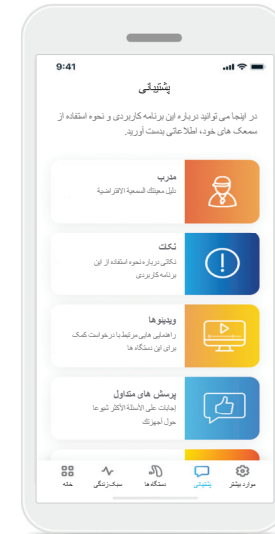 9:41
پشتیبانی
در اینجا می توانید درباره این برنامه کاربردی و نحوه استفاده از
سمعک های خود، اطلاعاتی بدست آورید.
مدرب
دليل معينتك السمعية الافتراضية
نکات
نکاتی درباره نحوه استفاده از این
برنامه کاربردی
ویدیوها
راهنمایی هایی مرتبط با درخواست کمک
برای این دستگاه ها
پرسش های متداول
إجابات على الأسئلة الأكثر شيوعا
حول أجهزتك
موارد بیشتر
پشتیبانی
دستگاه ها
سبک زندگی
خانه